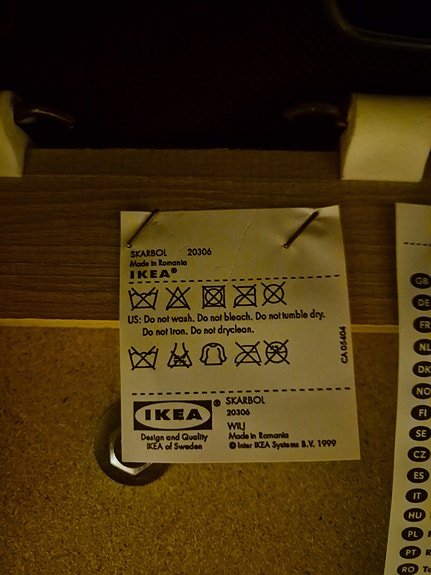 SKARBOL 20306
Made in Romania
IKEA®
US: Do not wash. Do not bleach. Do not tumble dry.
Do not iron. Do not dryclean.
CA 05404
IKEA®
Design and Quality
IKEA of Sweden
SKARBOL
20306
WILJ
Made in Romania
© Inter IKEA Systems B.V. 1999
GB
DE
FR
NL
DK
NO
FI
SE
CZ
ES
IT
HU
PL
PT
RO